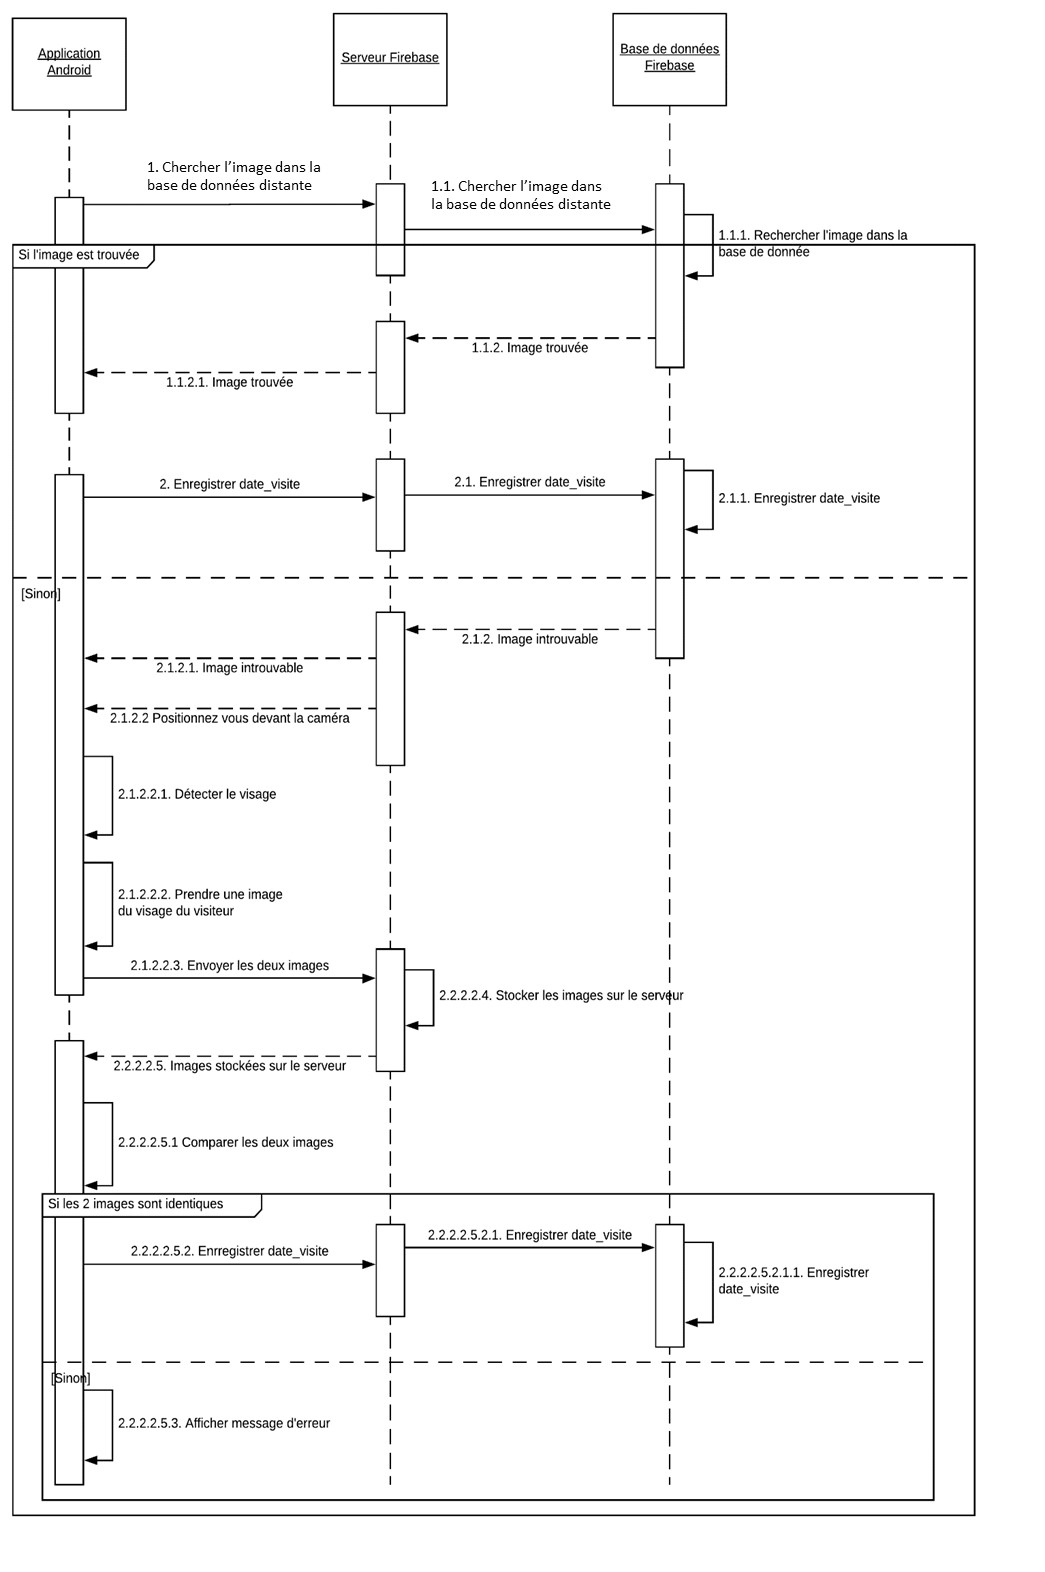 Application
Android
Serveur Firebase
Base de données
Firebase
1. Chercher l'image dans la
base de données distante
1.1. Chercher l'image dans
la base de données distante
1.1.1. Rechercher l'image dans la
base de donnée
Si l'image est trouvée
1.1.2. Image trouvée
1.1.2.1. Image trouvée
2. Enregistrer date_visite
2.1. Enregistrer date_visite
2.1.1. Enregistrer date_visite
[Sinon]
2.1.2. Image introuvable
2.1.2.1. Image introuvable
2.1.2.2 Positionnez vous devant la caméra
2.1.2.2.1. Détecter le visage
2.1.2.2.2. Prendre une image
du visage du visiteur
2.1.2.2.3. Envoyer les deux images
2.2.2.2.4. Stocker les images sur le serveur
2.2.2.2.5. Images stockées sur le serveur
2.2.2.2.5.1 Comparer les deux images
Si les 2 images sont identiques
2.2.2.2.5.2. Enrregistrer date_visite
2.2.2.2.5.2.1. Enregistrer date_visite
2.2.2.2.5.2.1.1. Enregistrer
date_visite
[Sinon]
2.2.2.2.5.3. Afficher message d'erreur